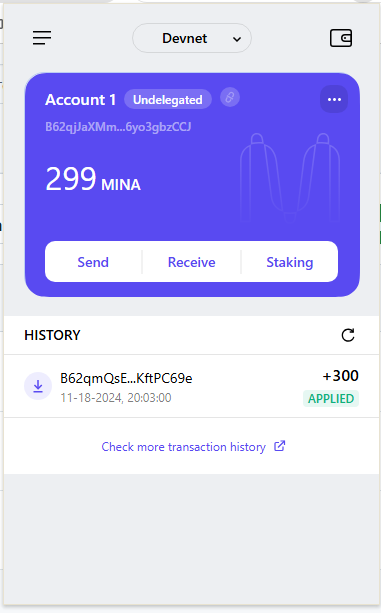 Devnet
Account 1 Undelegated
B62qjJaXMm...6yo3gbzCCJ
299 MINA
Send Receive Staking
HISTORY
B62qmQsE...KftPC69e +300
11-18-2024, 20:03:00 APPLIED
Check more transaction history